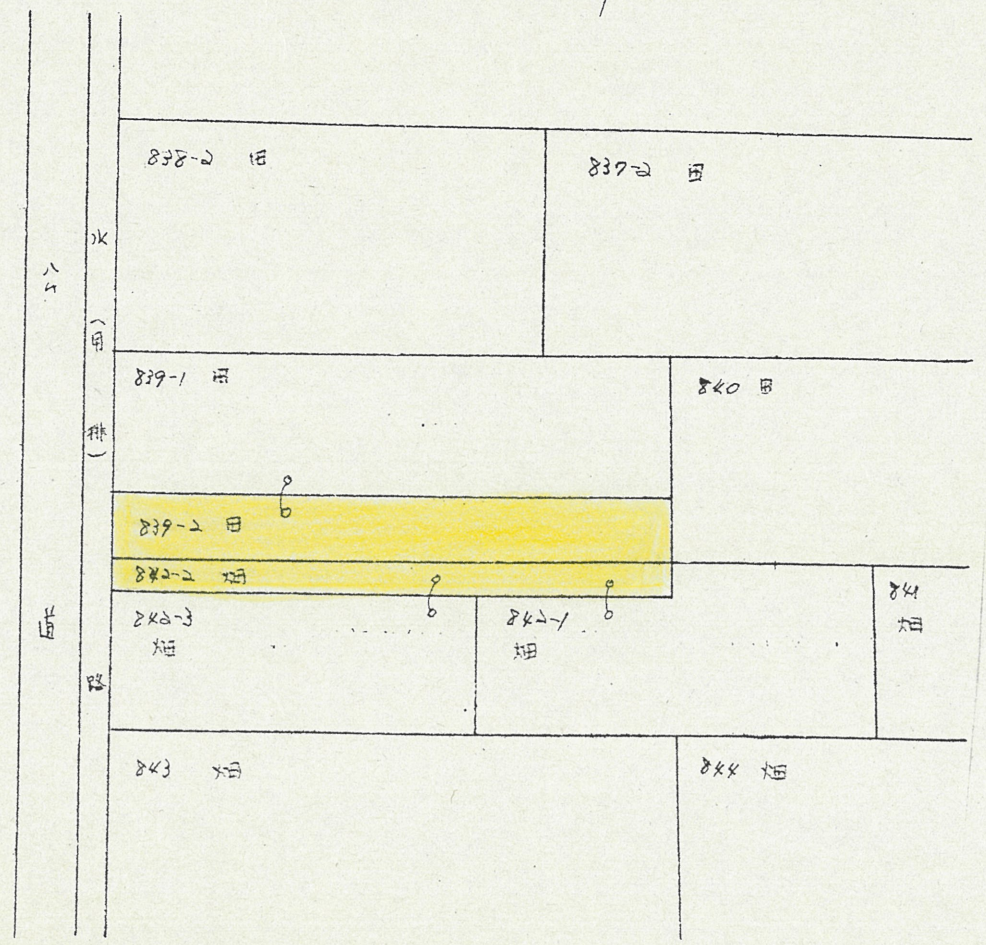 838-2 田
837-2 田
839-1 田
840 田
839-2 田
842-2 畑
842-3
畑
842-1
畑
841
畑
843 畑
844 畑
公道
水(用、排)路